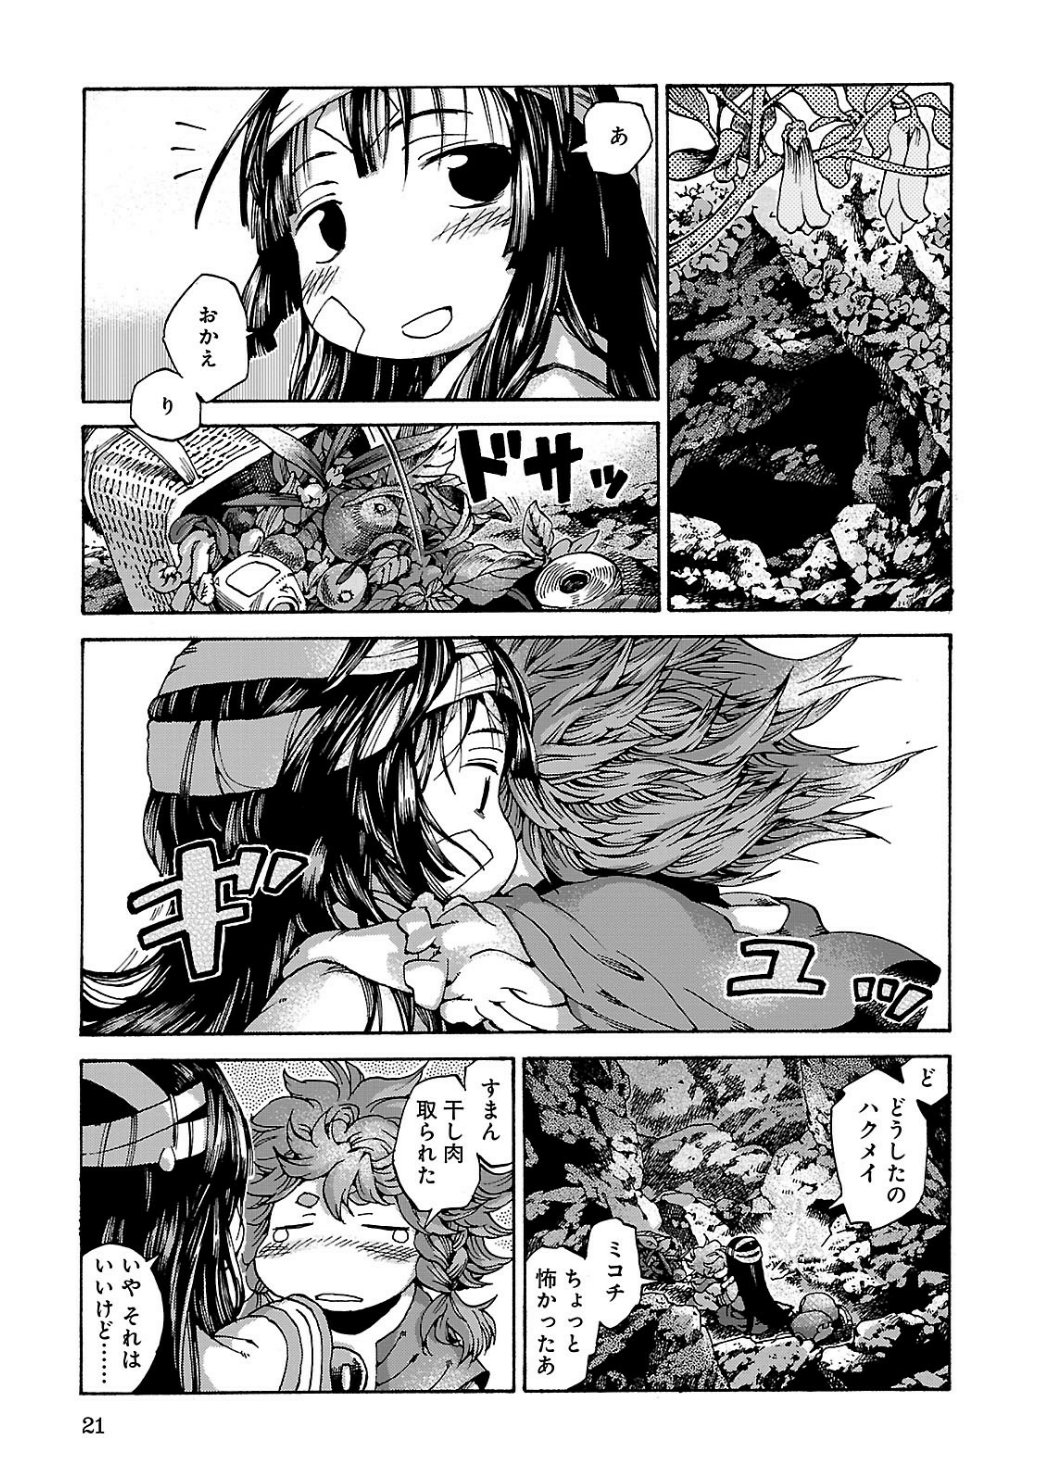 あ
おかえ
り
ドサッ
ギュッ
ど
どうしたの
ハクメイ
ミコチ
ちょっと
怖かったあ
すまん
干し肉
取られた
いや それは
いいけど……
21